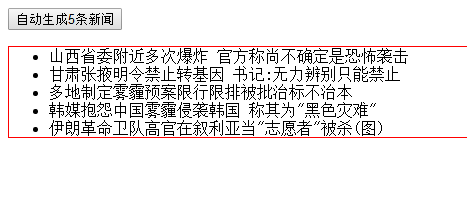 自动生成5条新闻
山西省委附近多次爆炸 官方称尚不确定是恐怖袭击
甘肃张掖明令禁止转基因 书记:无力辨别只能禁止
多地制定雾霾预案限行限排被批治标不治本
韩媒抱怨中国雾霾侵袭韩国 称其为"黑色灾难"
伊朗革命卫队高官在叙利亚当"志愿者"被杀(图)